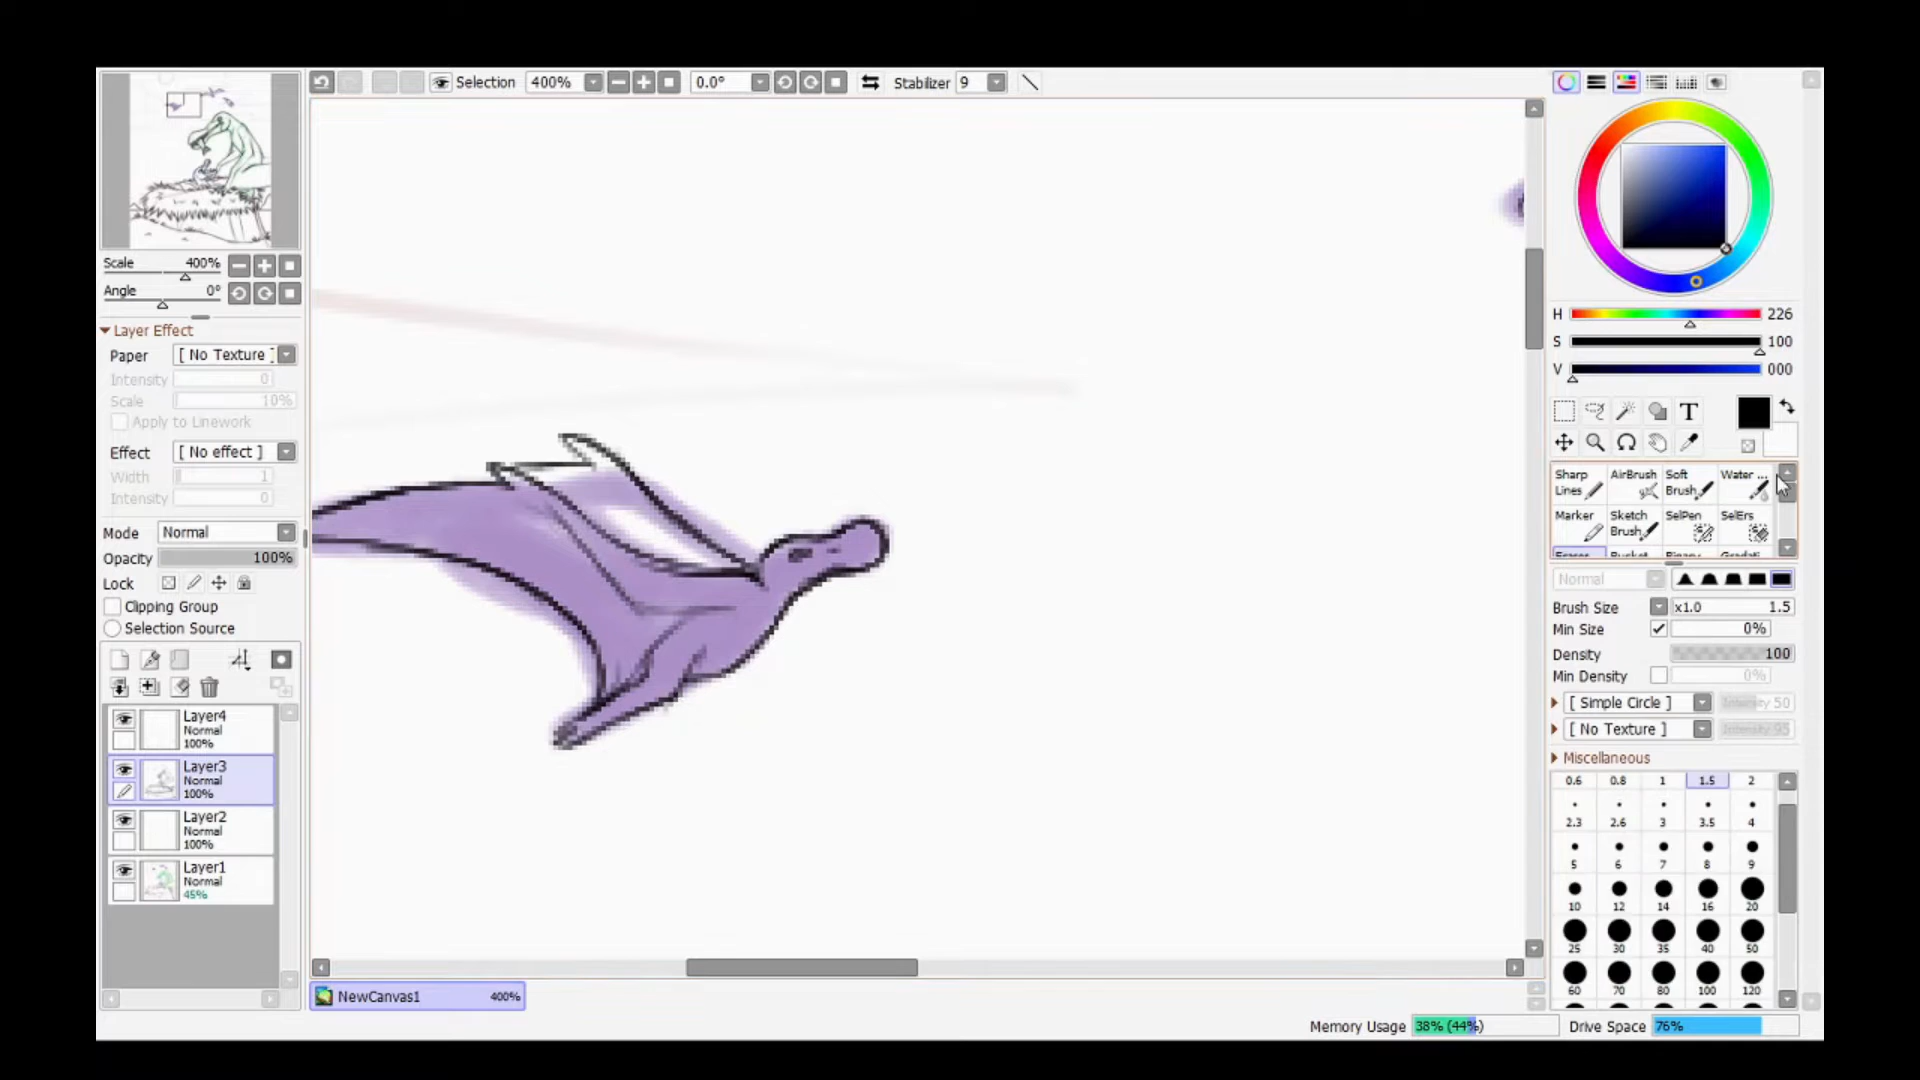 Selection 400% 0.0° Stabilizer 9
Scale 400%
Angle 0°
Layer Effect
Paper [ No Texture ]
Intensity 0
Scale 10%
Apply to Linework
Effect [ No effect ]
Width 1
Intensity 0
Mode Normal
Opacity 100%
Lock
Clipping Group
Selection Source
Layer4
Normal
100%
Layer3
Normal
100%
Layer2
Normal
100%
Layer1
Normal
45%
NewCanvas1 400%
H 226
S 100
V 000
T
Sharp Lines AirBrush Soft Brush Water ...
Marker Sketch Brush SelPen SelErs
Eraser Bucket Binary Gradati
Normal
Brush Size x1.0 1.5
Min Size 0%
Density 100
Min Density 0%
[ Simple Circle ] Intensity 50
[ No Texture ] Intensity 95
Miscellaneous
0.6 0.8 1 1.5 2
2.3 2.6 3 3.5 4
5 6 7 8 9
10 12 14 16 20
25 30 35 40 50
60 70 80 100 120
Memory Usage 38% (44%) Drive Space 76%